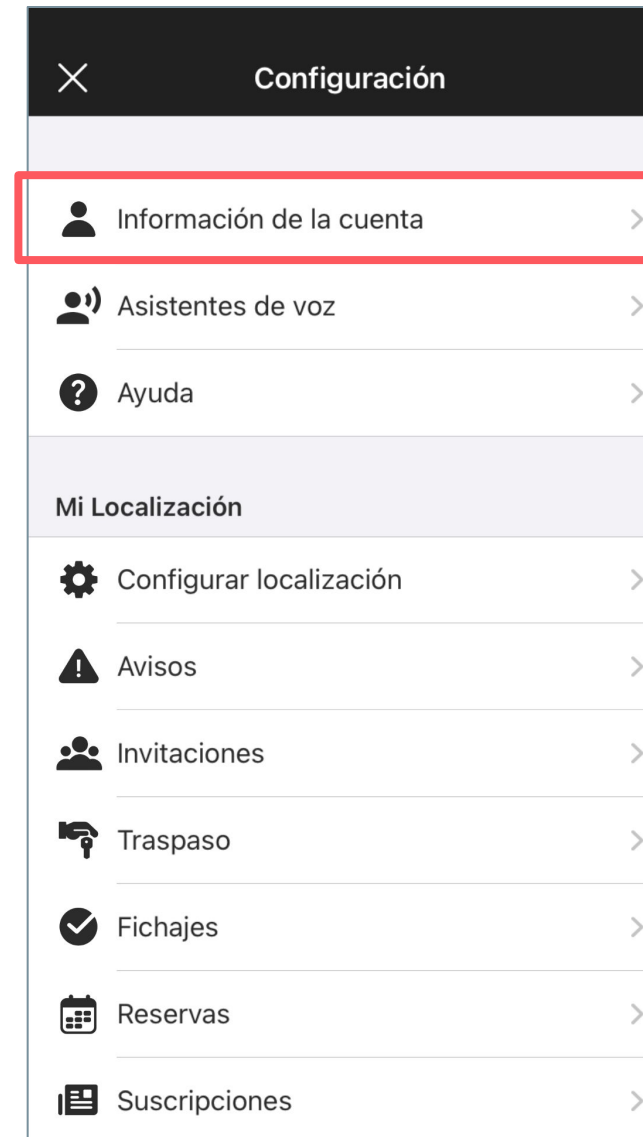 Configuración
Información de la cuenta
Asistentes de voz
Ayuda
Mi Localización
Configurar localización
Avisos
Invitaciones
Traspaso
Fichajes
Reservas
Suscripciones